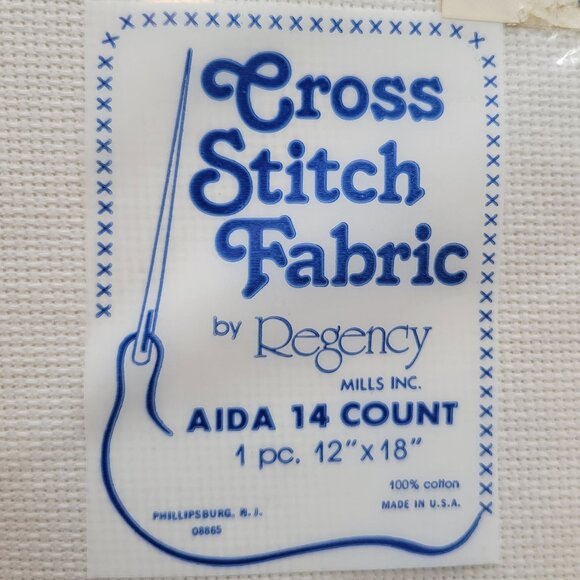 Cross
Stitch
Fabric
by Regency
MILLS INC.
AIDA 14 COUNT
1 pc. 12" x 18"
100% cotton
MADE IN U.S.A.
PHILLIPSBURG, N.J.
08865